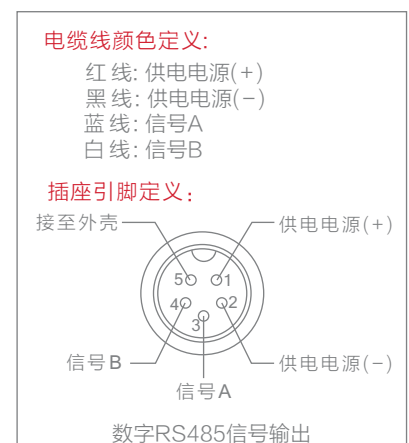 电缆线颜色定义:
红 线: 供电电源(+)
黑 线: 供电电源(-)
蓝 线: 信号A
白 线: 信号B
插座引脚定义：
接至外壳
供电电源(+)
5
1
4
2
3
信号B
供电电源(-)
信号A
数字RS485信号输出